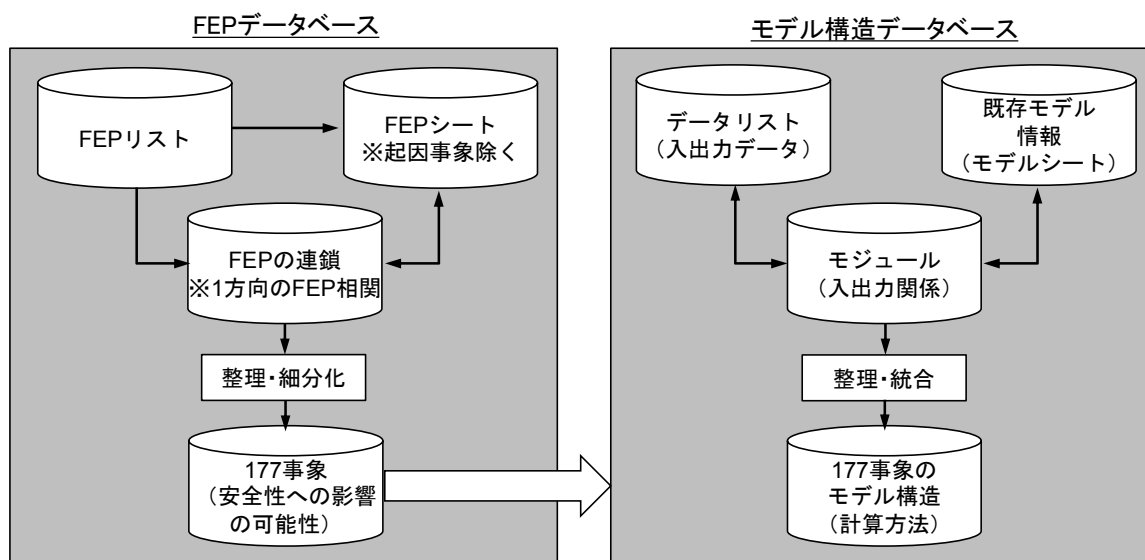 FEPデータベース
FEPリスト
FEPシート
※起因事象除く
FEPの連鎖
※1方向のFEP相関
整理・細分化
177事象
（安全性への影響
の可能性）
モデル構造データベース
データリスト
（入出力データ）
既存モデル
情報
（モデルシート）
モジュール
（入出力関係）
整理・統合
177事象の
モデル構造
（計算方法）